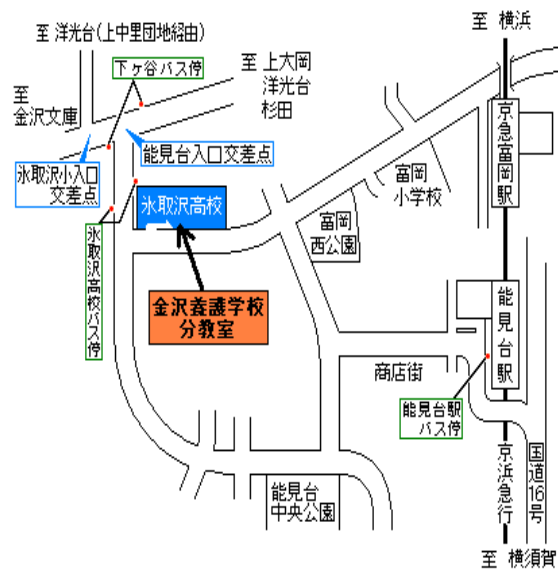 至 洋光台(上中里団地経由)
至 横浜
下ヶ谷バス停
至 上大岡
洋光台
杉田
至
金沢文庫
京急富岡駅
能見台入口交差点
氷取沢小入口
交差点
富岡
小学校
氷取沢高校
富岡
西公園
氷取沢高校バス停
金沢養護学校
分教室
能見台駅
商店街
能見台駅
バス停
京浜急行
国道16号
能見台
中央公園
至 横須賀